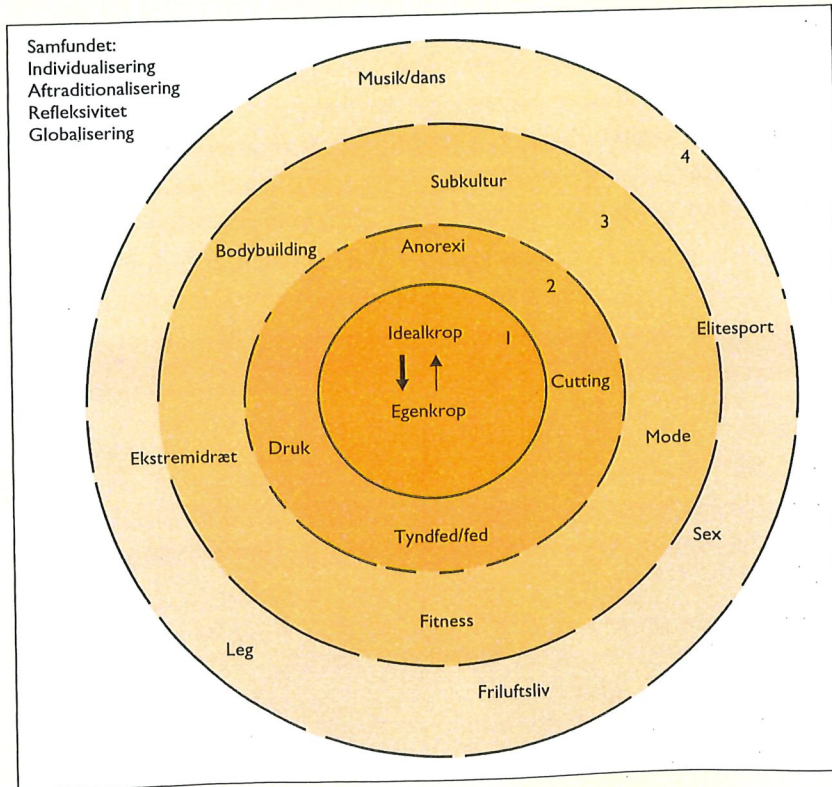 Samfundet:
Individualisering
Aftraditionalisering
Refleksivitet
Globalisering
Musik/dans
4
Subkultur
3
Bodybuilding
Anorexi
2
Idealkrop
1
Elitesport
Cutting
Egenkrop
Mode
Druk
Ekstremidræt
Sex
Tyndfed/fed
Fitness
Leg
Friluftsliv